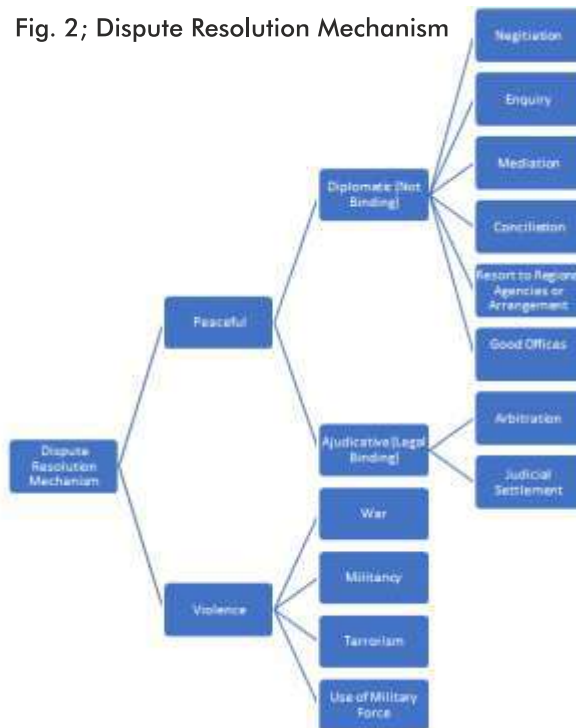 Fig. 2; Dispute Resolution Mechanism
Negitiation
Enquiry
Mediation
Conciliation
Resort to Regional
Agencies or
Arrangement
Good Offices
Diplomatic (Not
Binding)
Peaceful
Ajudicative (Legal
Binding)
Arbitration
Judicial
Settlement
Dispute
Resolution
Mechanism
Violence
War
Militancy
Tarrorism
Use of Military
Force